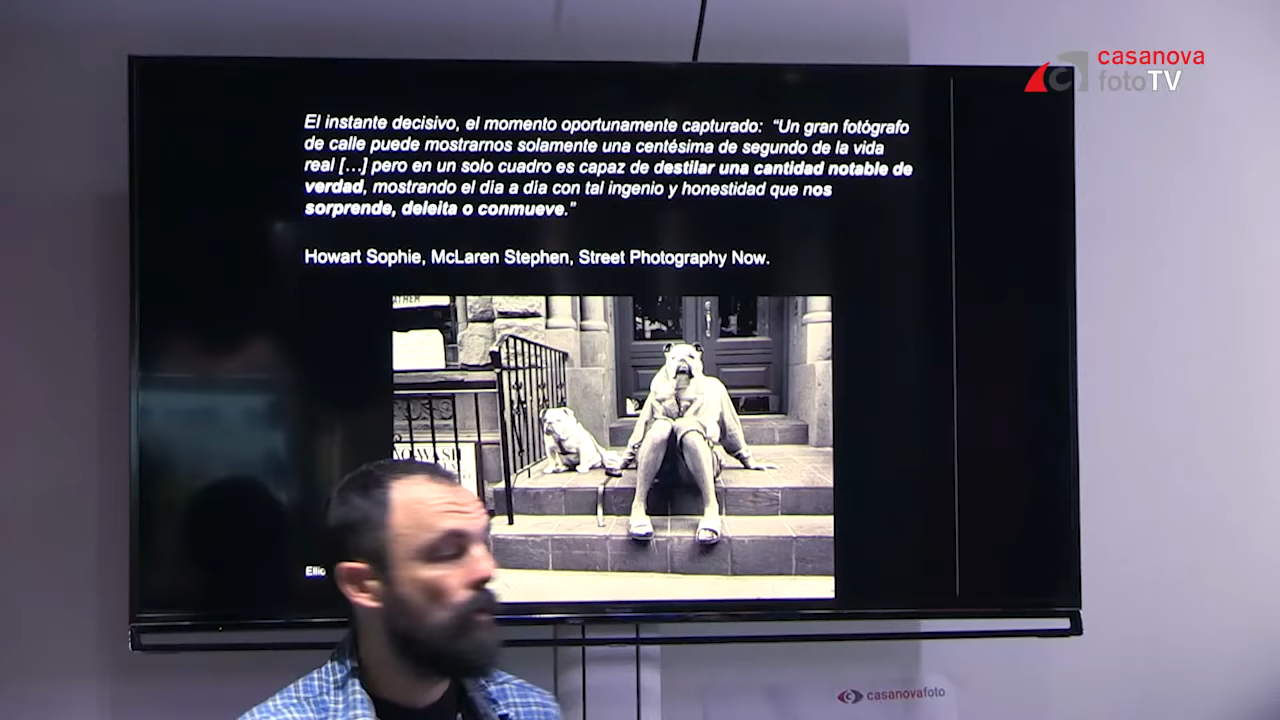 casanova
fotoTV
El instante decisivo, el momento oportunamente capturado: “Un gran fotógrafo
de calle puede mostrarnos solamente una centésima de segundo de la vida
real […] pero en un solo cuadro es capaz de destilar una cantidad notable de
verdad, mostrando el dia a dia con tal ingenio y honestidad que nos
sorprende, deleita o conmueve.”
Howart Sophie, McLaren Stephen, Street Photography Now.
casanovafoto